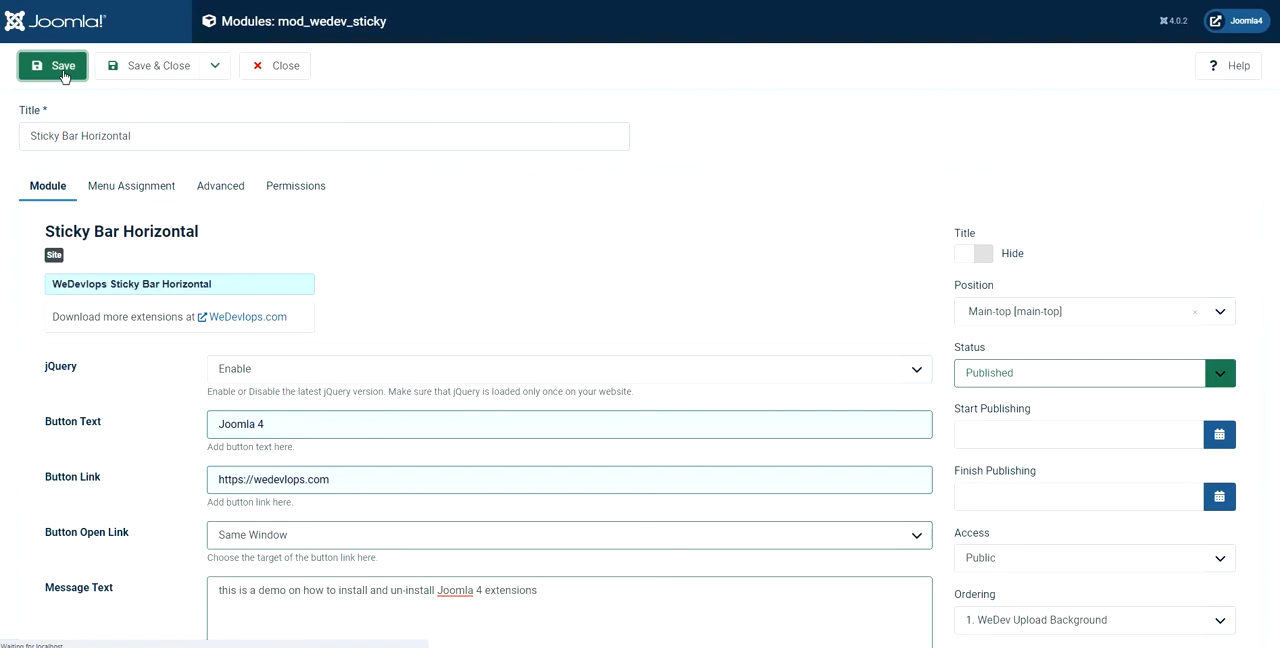 Joomla!®
Modules: mod_wedev_sticky
4.0.2
Joomla4
Save
Save & Close
Close
? Help
Title *
Sticky Bar Horizontal
Module
Menu Assignment
Advanced
Permissions
Sticky Bar Horizontal
Site
WeDevlops Sticky Bar Horizontal
Download more extensions at WeDevlops.com
jQuery
Enable
Enable or Disable the latest jQuery version. Make sure that jQuery is loaded only once on your website.
Button Text
Joomla 4
Add button text here.
Button Link
https://wedevlops.com
Add button link here.
Button Open Link
Same Window
Choose the target of the button link here.
Message Text
this is a demo on how to install and un-install Joomla 4 extensions
Title
Hide
Position
Main-top [main-top]
Status
Published
Start Publishing
Finish Publishing
Access
Public
Ordering
1. WeDev Upload Background
Waiting for localhost